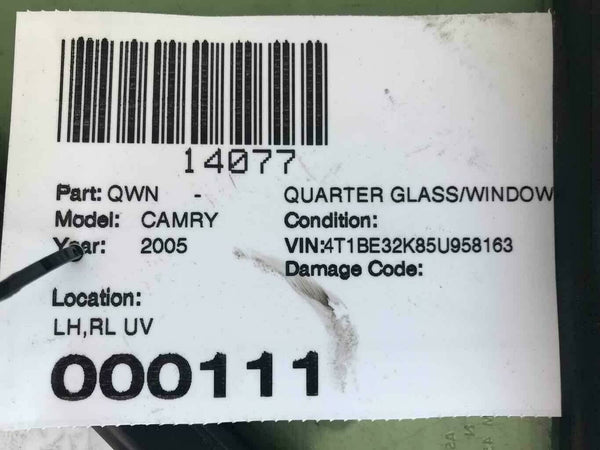 14077
Part: QWN - QUARTER GLASS/WINDOW
Model: CAMRY Condition:
Year: 2005 VIN:4T1BE32K85U958163
Damage Code:
Location:
LH,RL UV
000111